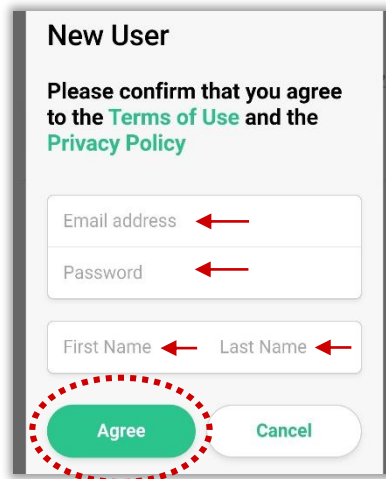 New User
Please confirm that you agree
to the Terms of Use and the
Privacy Policy
Email address
Password
First Name Last Name
Agree Cancel